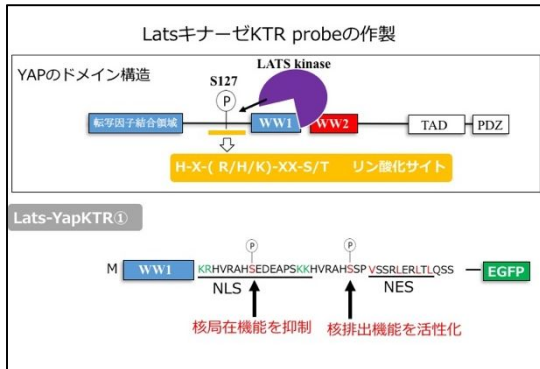 LatsキナーゼKTR probeの作製
YAPのドメイン構造
LATS kinase
S127
P
転写因子結合領域
WW1
WW2
TAD
PDZ
H-X-( R/H/K)-XX-S/T リン酸化サイト
Lats-YapKTR①
P
P
M
WW1
KRHVRAHSEDEAPSKKHVRAHSSP
VSSRLERLTLQSS
EGFP
NLS
NES
核局在機能を抑制
核排出機能を活性化